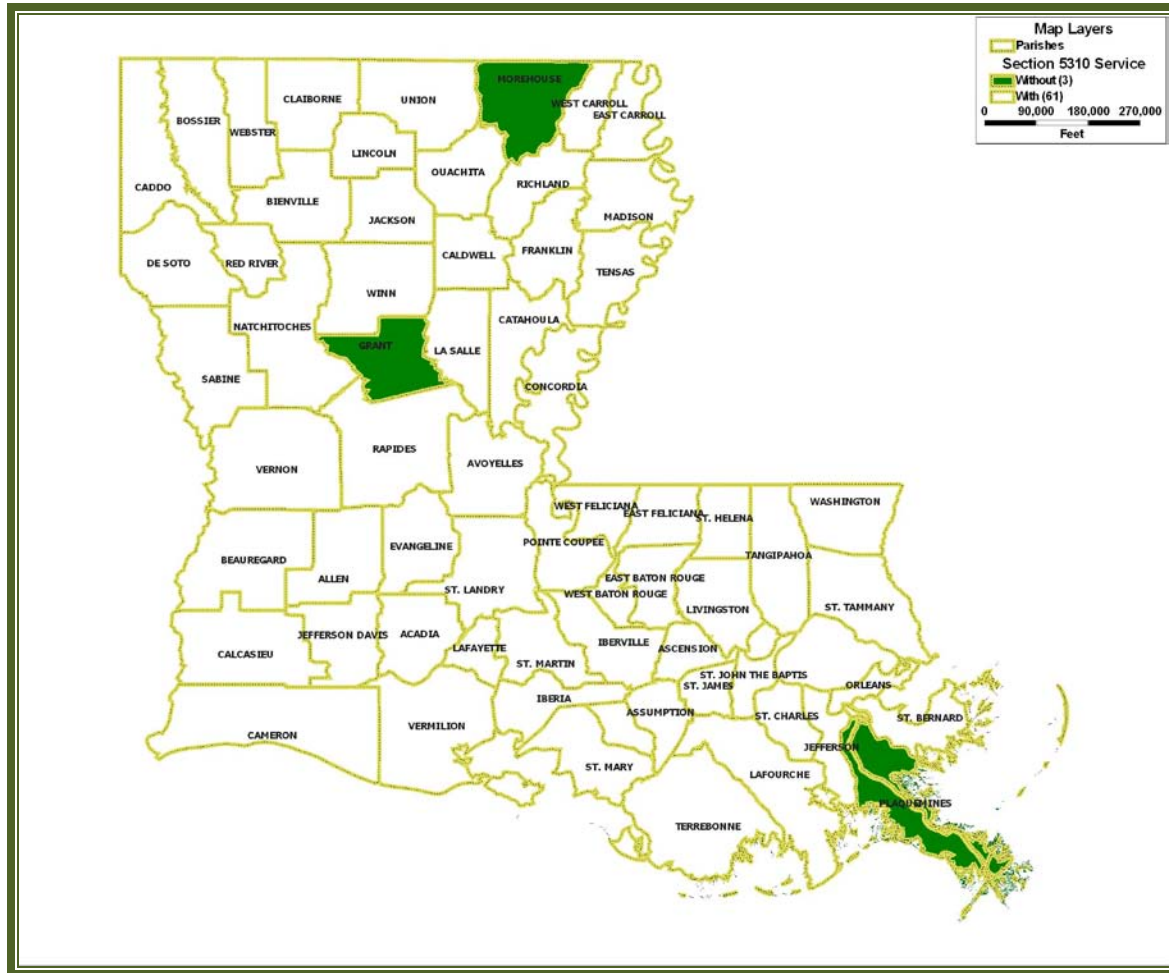 Map Layers
Parishes
Section 5310 Service
Without (3)
With (61)
0 90,000 180,000 270,000
Feet
MOREHOUSE
CLAIBORNE
UNION
WEST CARROLL
EAST CARROLL
BOSSIER
WEBSTER
LINCOLN
OUACHITA
RICHLAND
CADDO
BIENVILLE
JACKSON
MADISON
DE SOTO
RED RIVER
CALDWELL
FRANKLIN
TENSAS
WINN
NATCHITOCHES
CATAHOULA
GRANT
LA SALLE
SABINE
CONCORDIA
RAPIDES
AVOYELLES
VERNON
WEST FELICIANA
EAST FELICIANA
ST. HELENA
WASHINGTON
BEAUREGARD
ALLEN
EVANGELINE
POINTE COUPEE
TANGIPAHOA
EAST BATON ROUGE
ST. LANDRY
WEST BATON ROUGE
LIVINGSTON
ST. TAMMANY
JEFFERSON DAVIS
ACADIA
CALCASIEU
LAFAYETTE
ST. MARTIN
IBERVILLE
ASCENSION
ST. JOHN THE BAPTIS
ST. JAMES
ORLEANS
IBERIA
ASSUMPTION
ST. CHARLES
ST. BERNARD
CAMERON
VERMILION
JEFFERSON
ST. MARY
LAFOURCHE
PLAQUEMINES
TERREBONNE